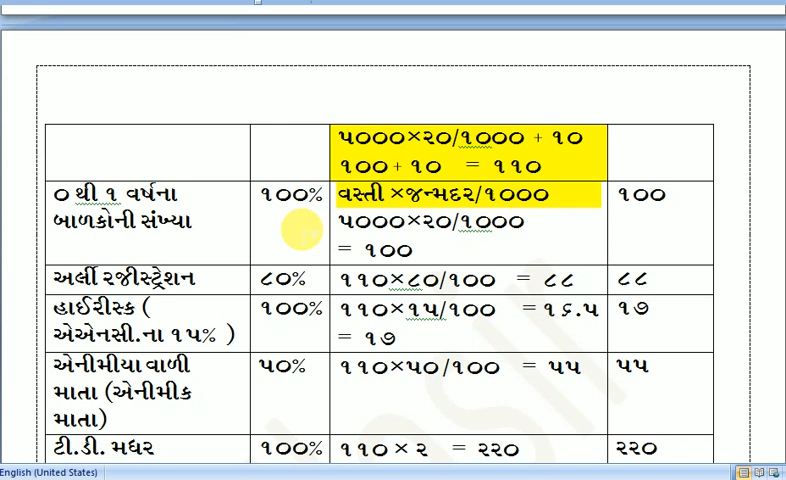 ૫૦૦૦×૨૦/૧૦૦૦ + ૧૦
૧૦૦+ ૧૦ = ૧૧૦
૦ થી ૧ વર્ષના ૧૦૦% વસ્તી ×જન્મદર/૧૦૦૦ ૧૦૦
બાળકોની સંખ્યા ૫૦૦૦×૨૦/૧૦૦૦
= ૧૦૦
અર્લી રજીસ્ટ્રેશન ૮૦% ૧૧૦×૮૦/૧૦૦ = ૮૮ ૮૮
હાઈરીસ્ક ( ૧૦૦% ૧૧૦×૧૫/૧૦૦ =૧૬.૫ ૧૭
એએનસી.ના ૧૫% ) = ૧૭
એનીમીયા વાળી ૫૦% ૧૧૦×૫૦/૧૦૦ = ૫૫ ૫૫
માતા (એનીમીક
માતા)
ટી.ડી. મધર ૧૦૦% ૧૧૦ × ૨ = ૨૨૦ ૨૨૦
English (United States)